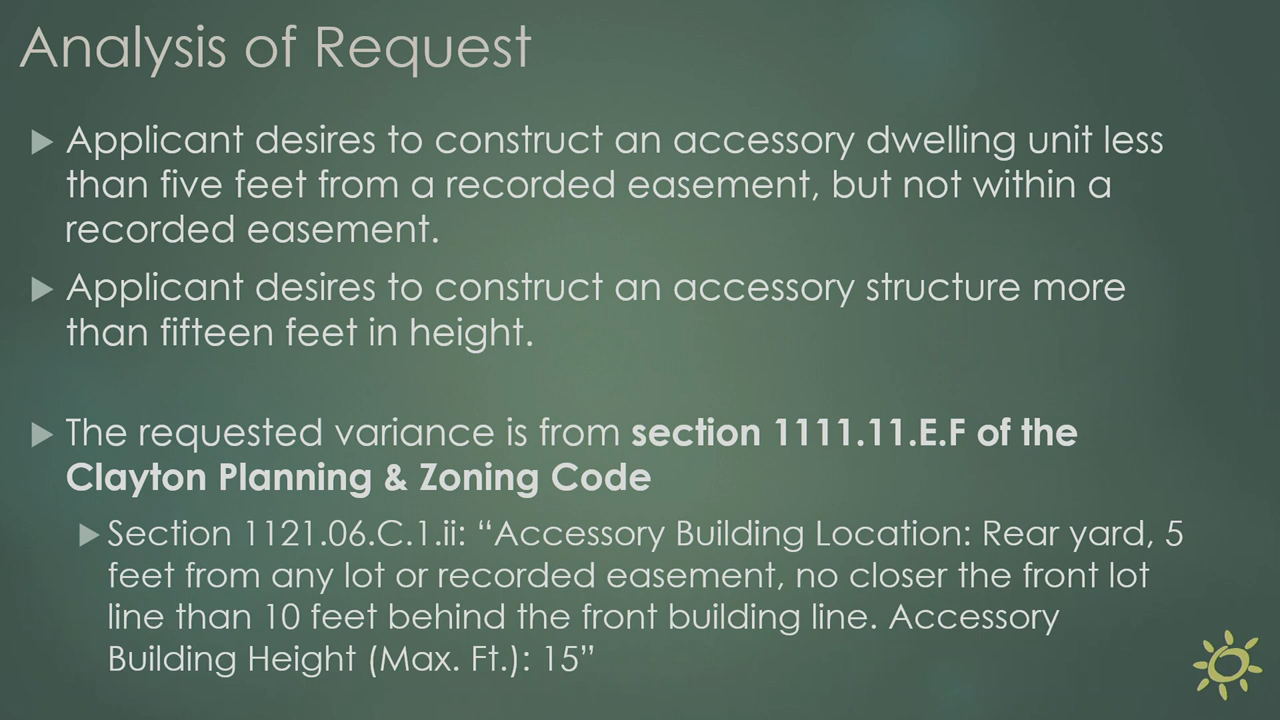 Analysis of Request
Applicant desires to construct an accessory dwelling unit less
than five feet from a recorded easement, but not within a
recorded easement.
Applicant desires to construct an accessory structure more
than fifteen feet in height.
The requested variance is from section 1111.11.E.F of the
Clayton Planning & Zoning Code
Section 1121.06.C.1.ii: “Accessory Building Location: Rear yard, 5
feet from any lot or recorded easement, no closer the front lot
line than 10 feet behind the front building line. Accessory
Building Height (Max. Ft.): 15”